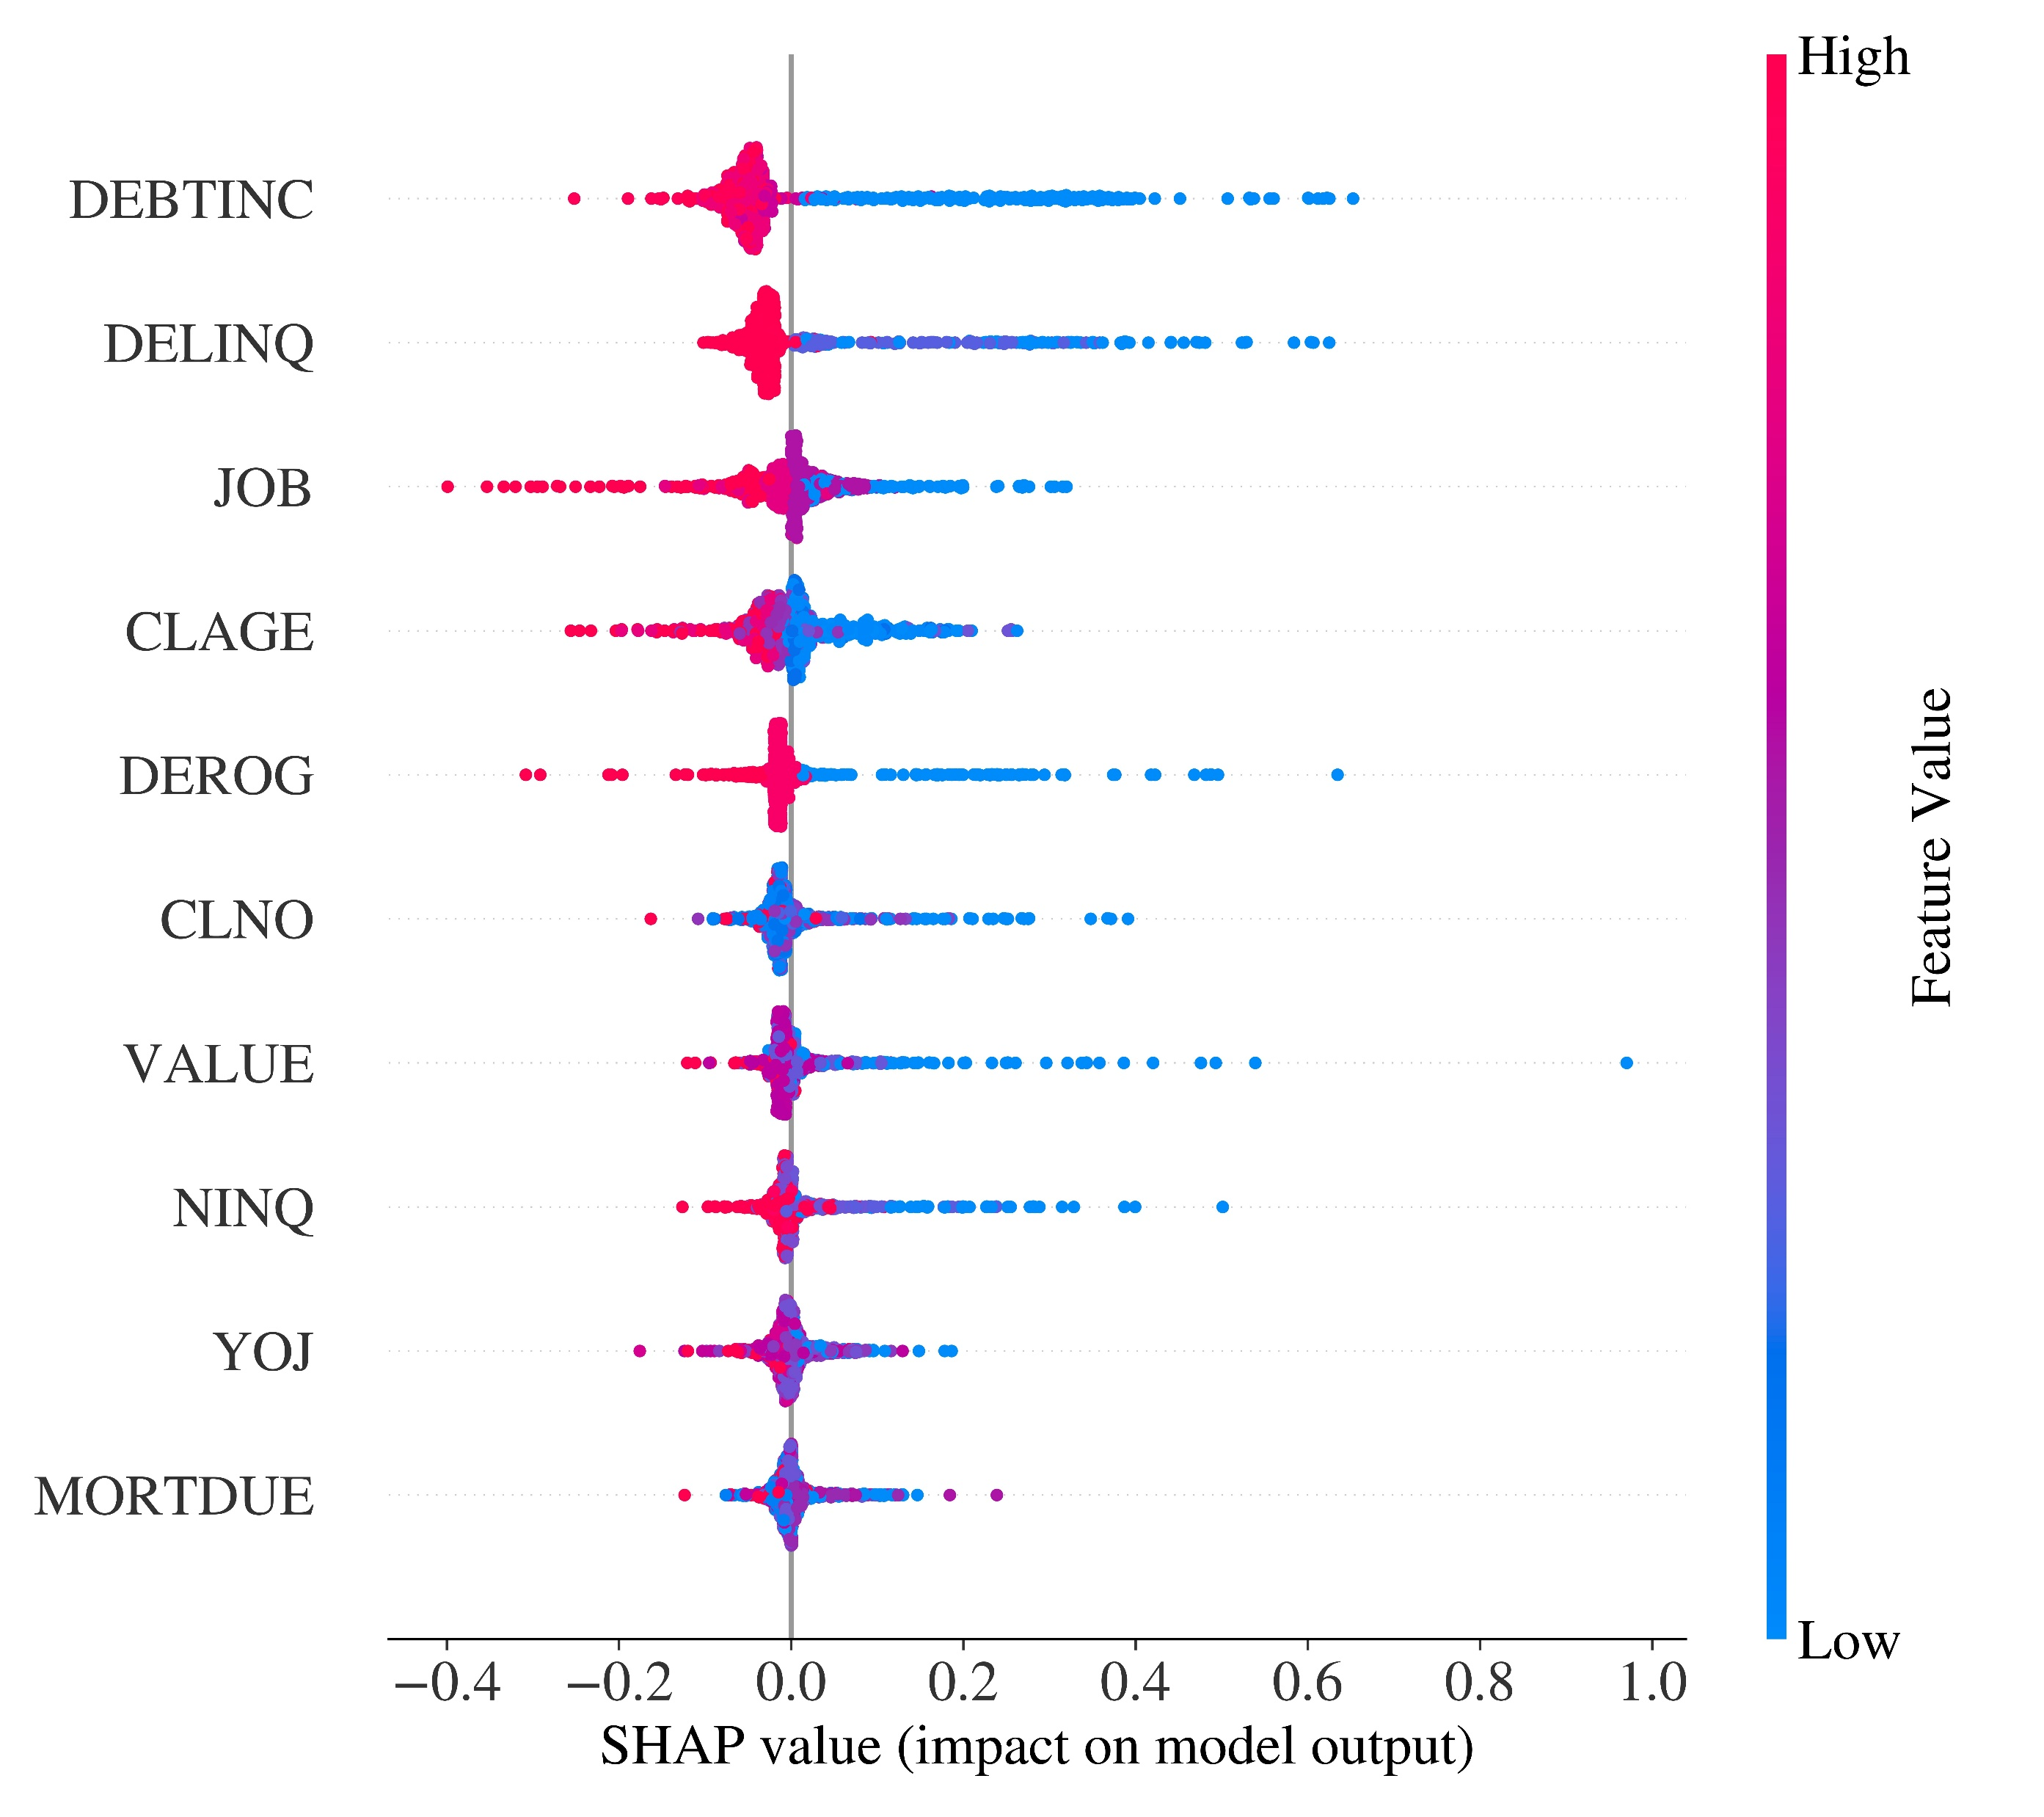 High
DEBTINC
DELINQ
JOB
CLAGE
DEROG
CLNO
VALUE
NINQ
YOJ
MORTDUE
Feature Value
Low
−0.4 −0.2 0.0 0.2 0.4 0.6 0.8 1.0
SHAP value (impact on model output)